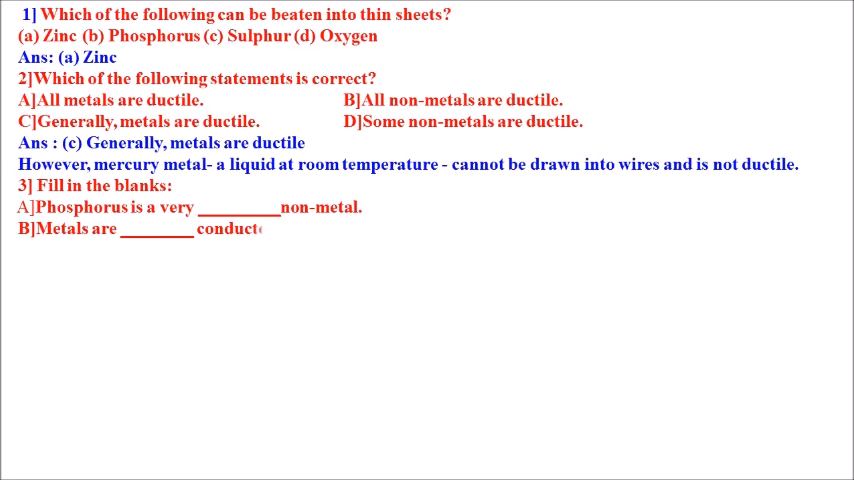 1] Which of the following can be beaten into thin sheets?
(a) Zinc (b) Phosphorus (c) Sulphur (d) Oxygen
Ans: (a) Zinc
2]Which of the following statements is correct?
A]All metals are ductile. B]All non-metals are ductile.
C]Generally, metals are ductile. D]Some non-metals are ductile.
Ans : (c) Generally, metals are ductile
However, mercury metal- a liquid at room temperature - cannot be drawn into wires and is not ductile.
3] Fill in the blanks:
A]Phosphorus is a very _________non-metal.
B]Metals are ________ conduct